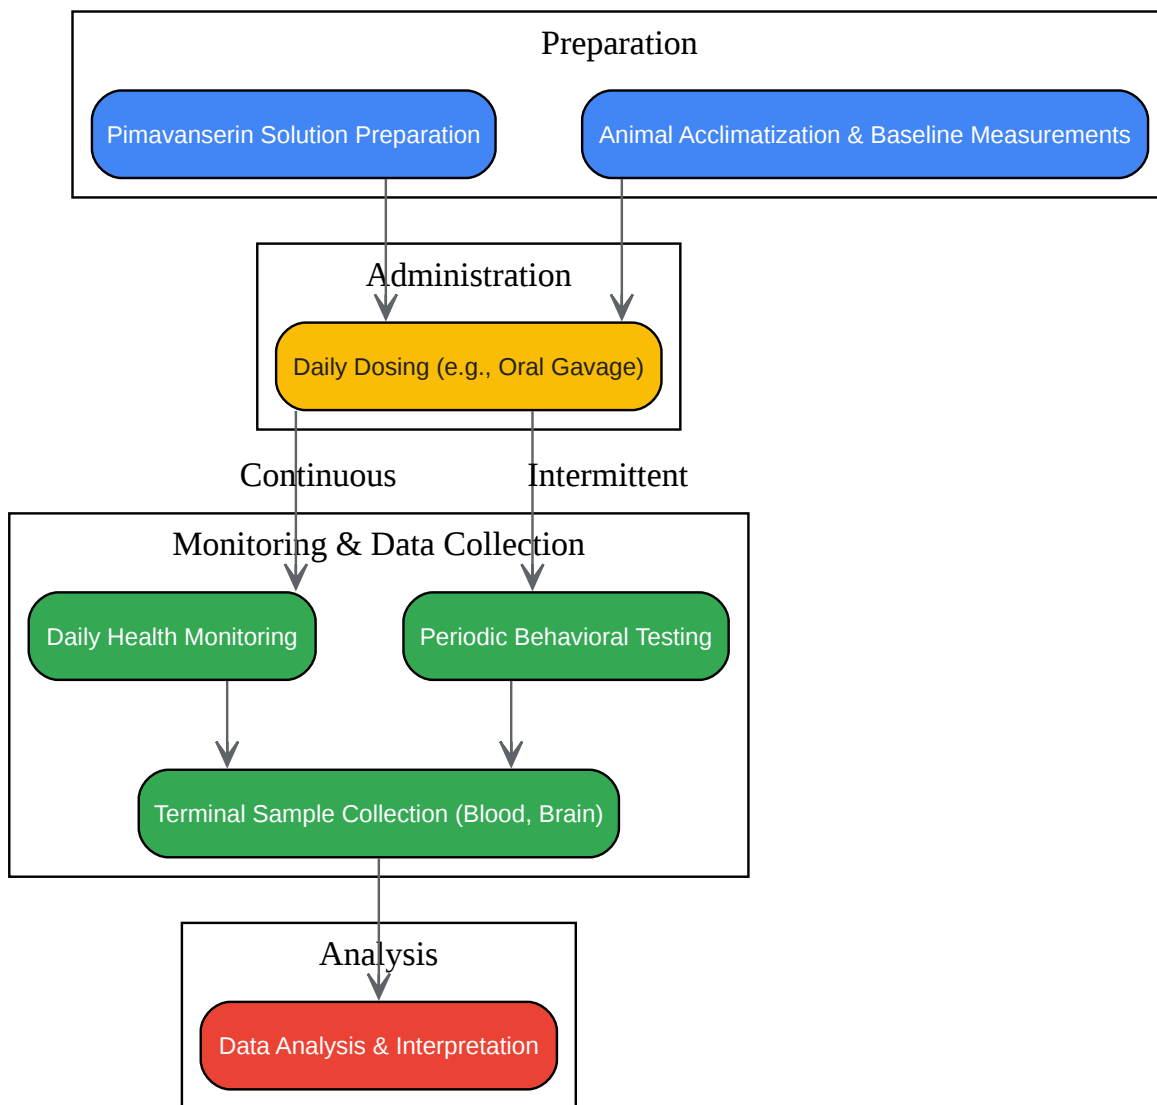 Preparation
Pimavanserin Solution Preparation
Animal Acclimatization & Baseline Measurements
Administration
Daily Dosing (e.g., Oral Gavage)
Continuous
Intermittent
Monitoring & Data Collection
Daily Health Monitoring
Periodic Behavioral Testing
Terminal Sample Collection (Blood, Brain)
Analysis
Data Analysis & Interpretation